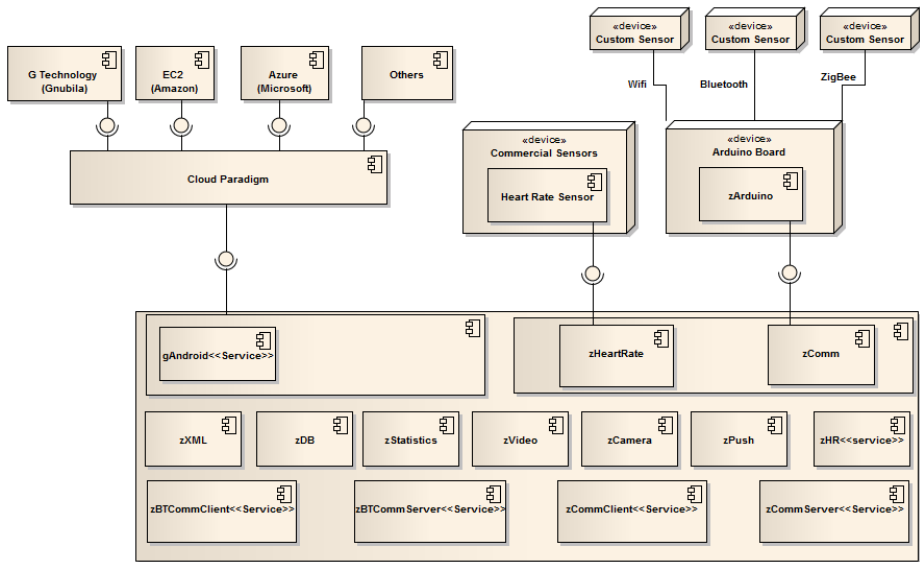 «device»
Custom Sensor
«device»
Custom Sensor
«device»
Custom Sensor
G Technology
(Gnubila)
EC2
(Amazon)
Azure
(Microsoft)
Others
Wifi
Bluetooth
ZigBee
«device»
Commercial Sensors
«device»
Arduino Board
Cloud Paradigm
Heart Rate Sensor
zArduino
gAndroid<<Service>>
zHeartRate
zComm
zXML
zDB
zStatistics
zVideo
zCamera
zPush
zHR<<service>>
zBTCommClient<<Service>>
zBTCommServer<<Service>>
zCommClient<<Service>>
zCommServer<<Service>>